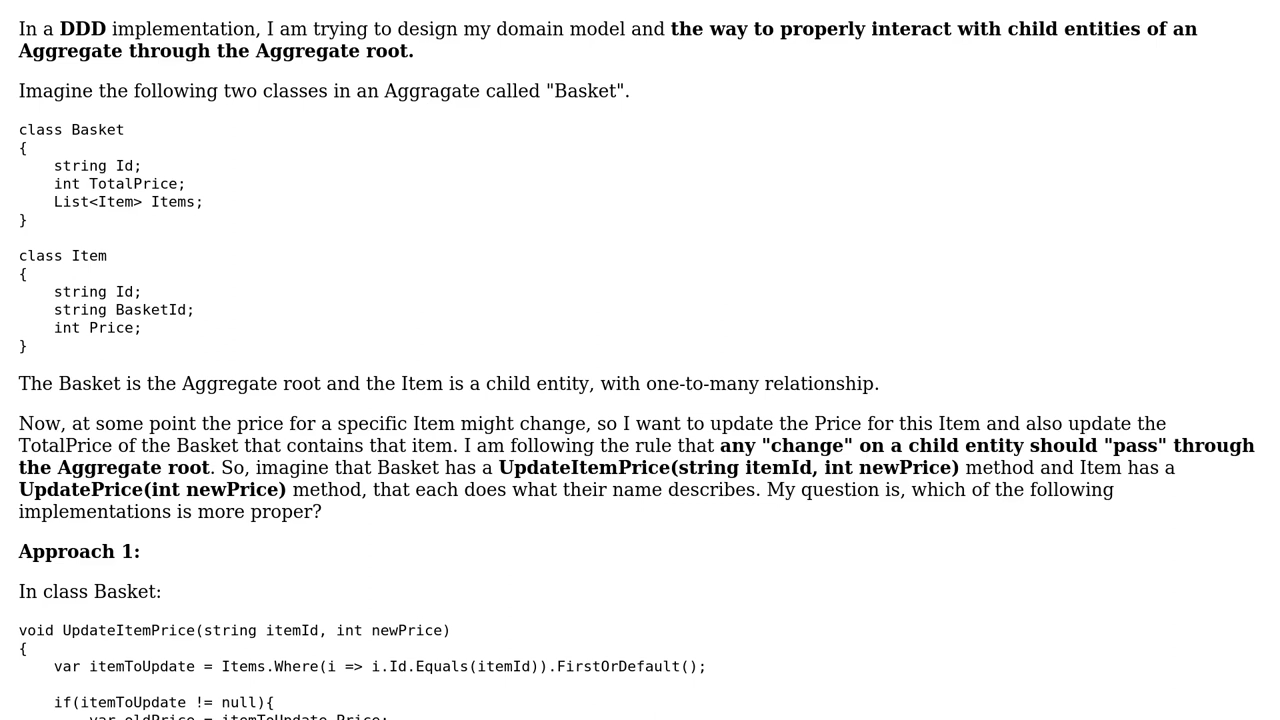 In a DDD implementation, I am trying to design my domain model and the way to properly interact with child entities of an
Aggregate through the Aggregate root.
Imagine the following two classes in an Aggragate called "Basket".
class Basket
{
    string Id;
    int TotalPrice;
    List<Item> Items;
}
class Item
{
    string Id;
    string BasketId;
    int Price;
}
The Basket is the Aggregate root and the Item is a child entity, with one-to-many relationship.
Now, at some point the price for a specific Item might change, so I want to update the Price for this Item and also update the
TotalPrice of the Basket that contains that item. I am following the rule that any "change" on a child entity should "pass" through
the Aggregate root. So, imagine that Basket has a UpdateItemPrice(string itemId, int newPrice) method and Item has a
UpdatePrice(int newPrice) method, that each does what their name describes. My question is, which of the following
implementations is more proper?
Approach 1:
In class Basket:
void UpdateItemPrice(string itemId, int newPrice)
{
    var itemToUpdate = Items.Where(i => i.Id.Equals(itemId)).FirstOrDefault();
    if(itemToUpdate != null){
        var oldPrice = itemToUpdate.Price;